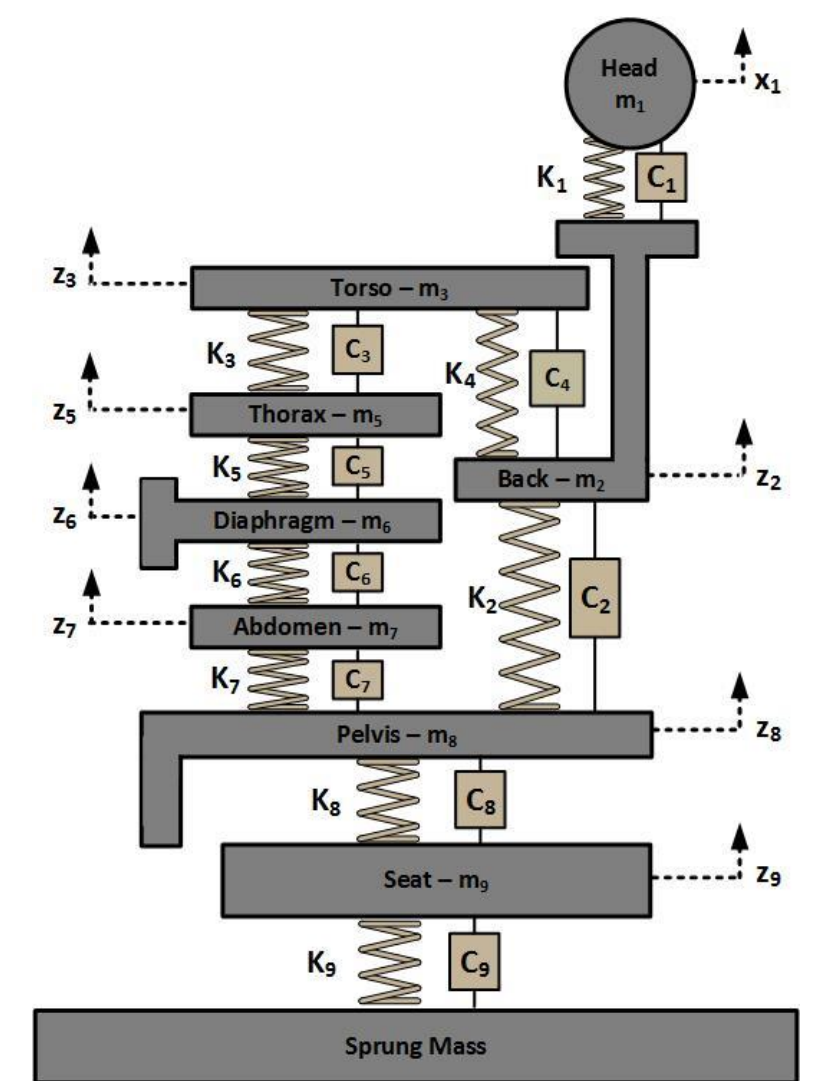 Head
m₁
x₁
K₁
C₁
z₃
Torso – m₃
K₃
C₃
K₄
C₄
z₅
Thorax – m₅
K₅
C₅
Back – m₂
z₂
z₆
Diaphragm – m₆
K₆
C₆
K₂
C₂
z₇
Abdomen – m₇
K₇
C₇
Pelvis – m₈
z₈
K₈
C₈
Seat – m₉
z₉
K₉
C₉
Sprung Mass